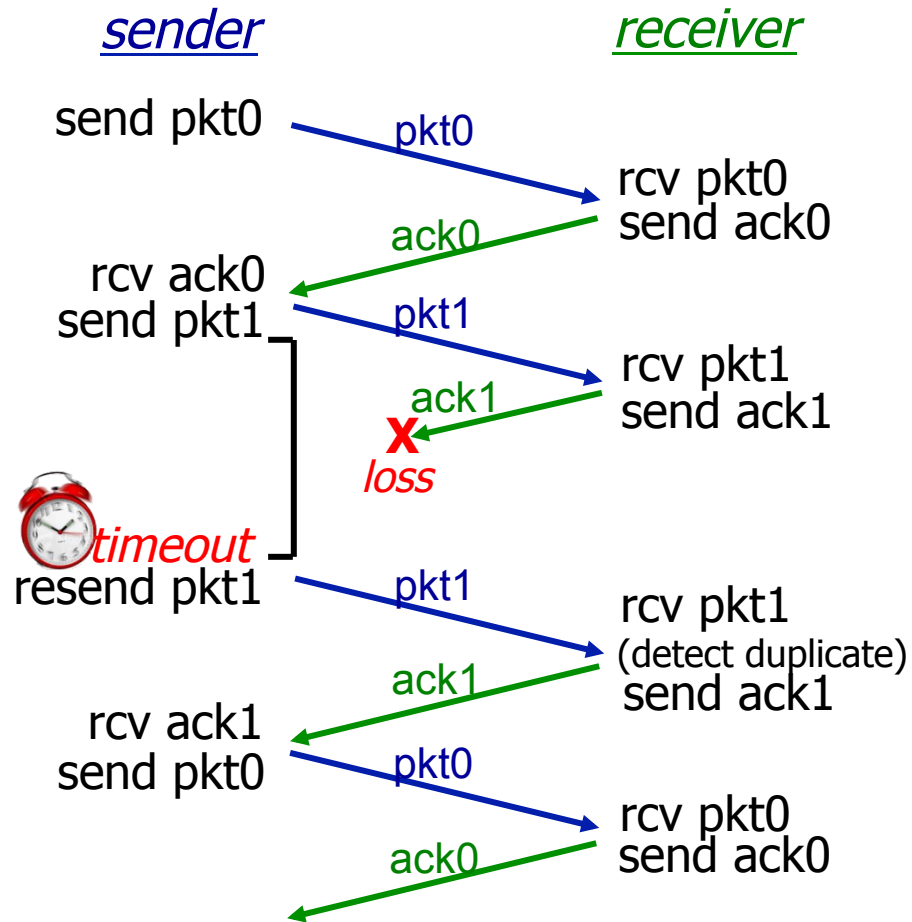 sender
receiver
send pkt0
pkt0
rcv pkt0
send ack0
ack0
rcv ack0
send pkt1
pkt1
rcv pkt1
send ack1
ack1
X
loss
timeout
resend pkt1
pkt1
rcv pkt1
(detect duplicate)
send ack1
ack1
rcv ack1
send pkt0
pkt0
rcv pkt0
send ack0
ack0